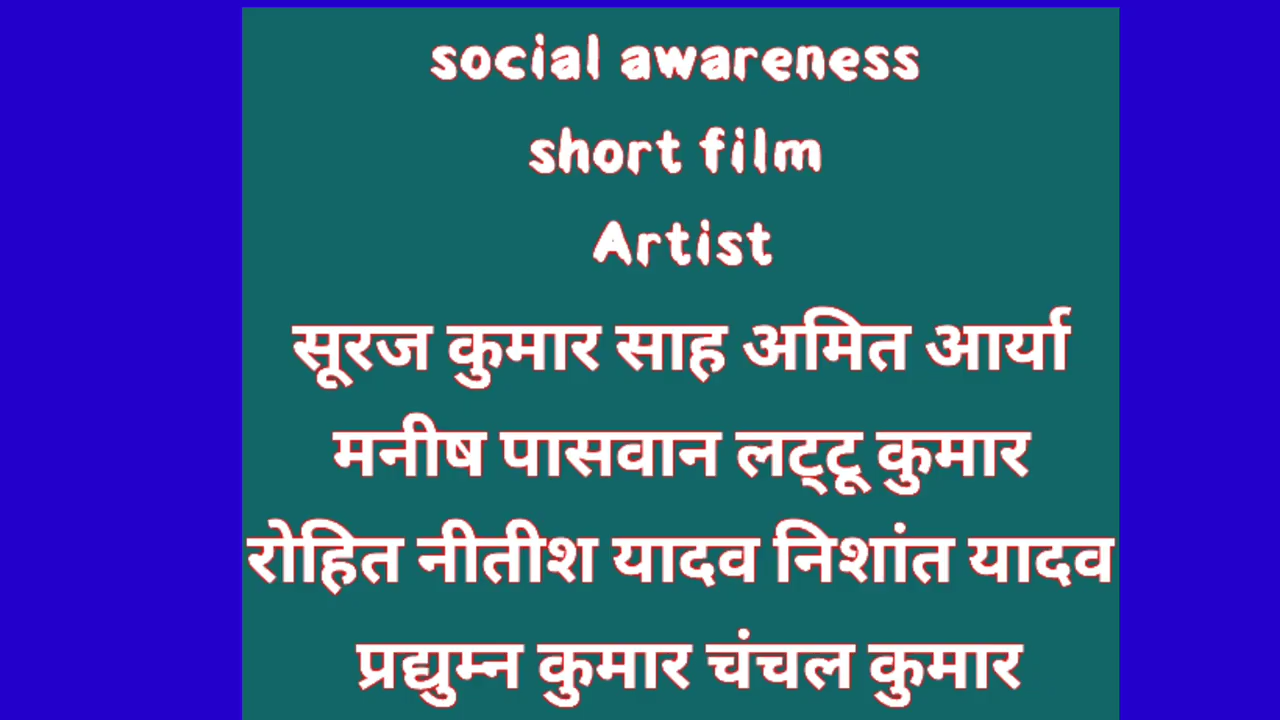 social awareness
short film
Artist
सूरज कुमार साह अमित आर्या
मनीष पासवान लट्टू कुमार
रोहित नीतीश यादव निशांत यादव
प्रद्युम्न कुमार चंचल कुमार